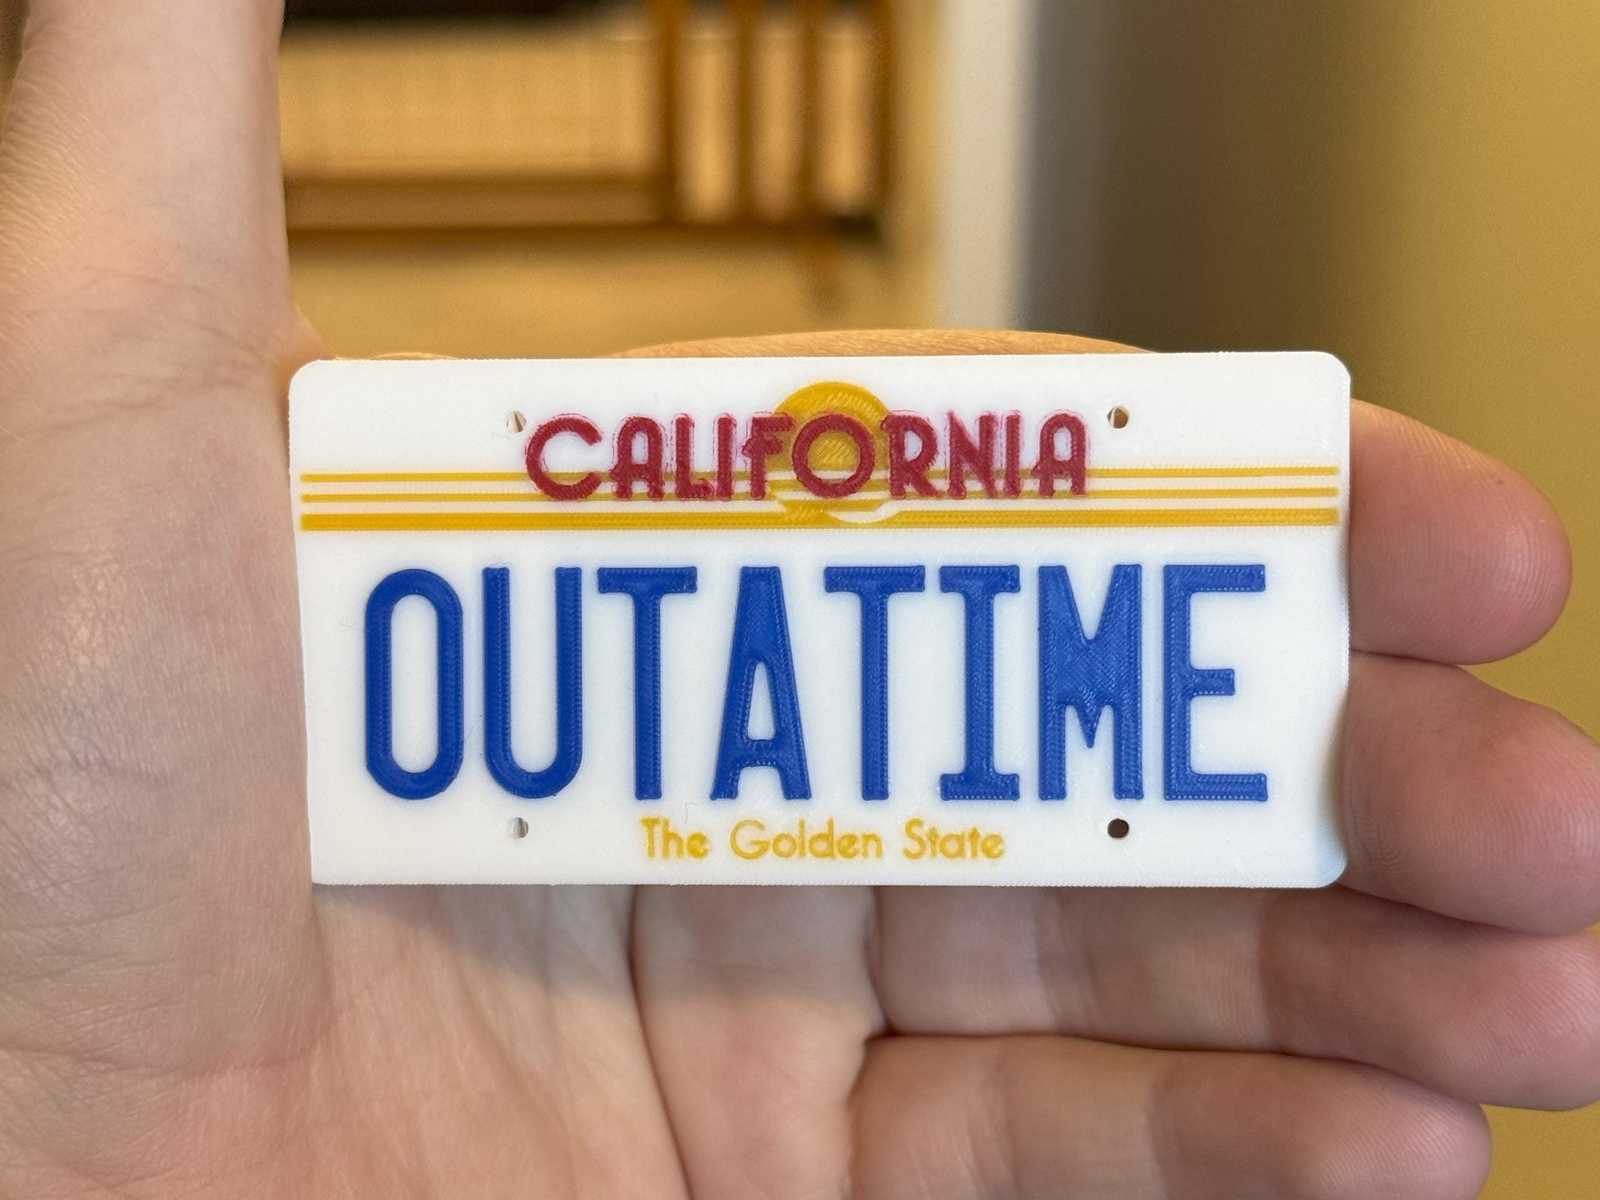 CALIFORNIA
OUTATIME
The Golden State